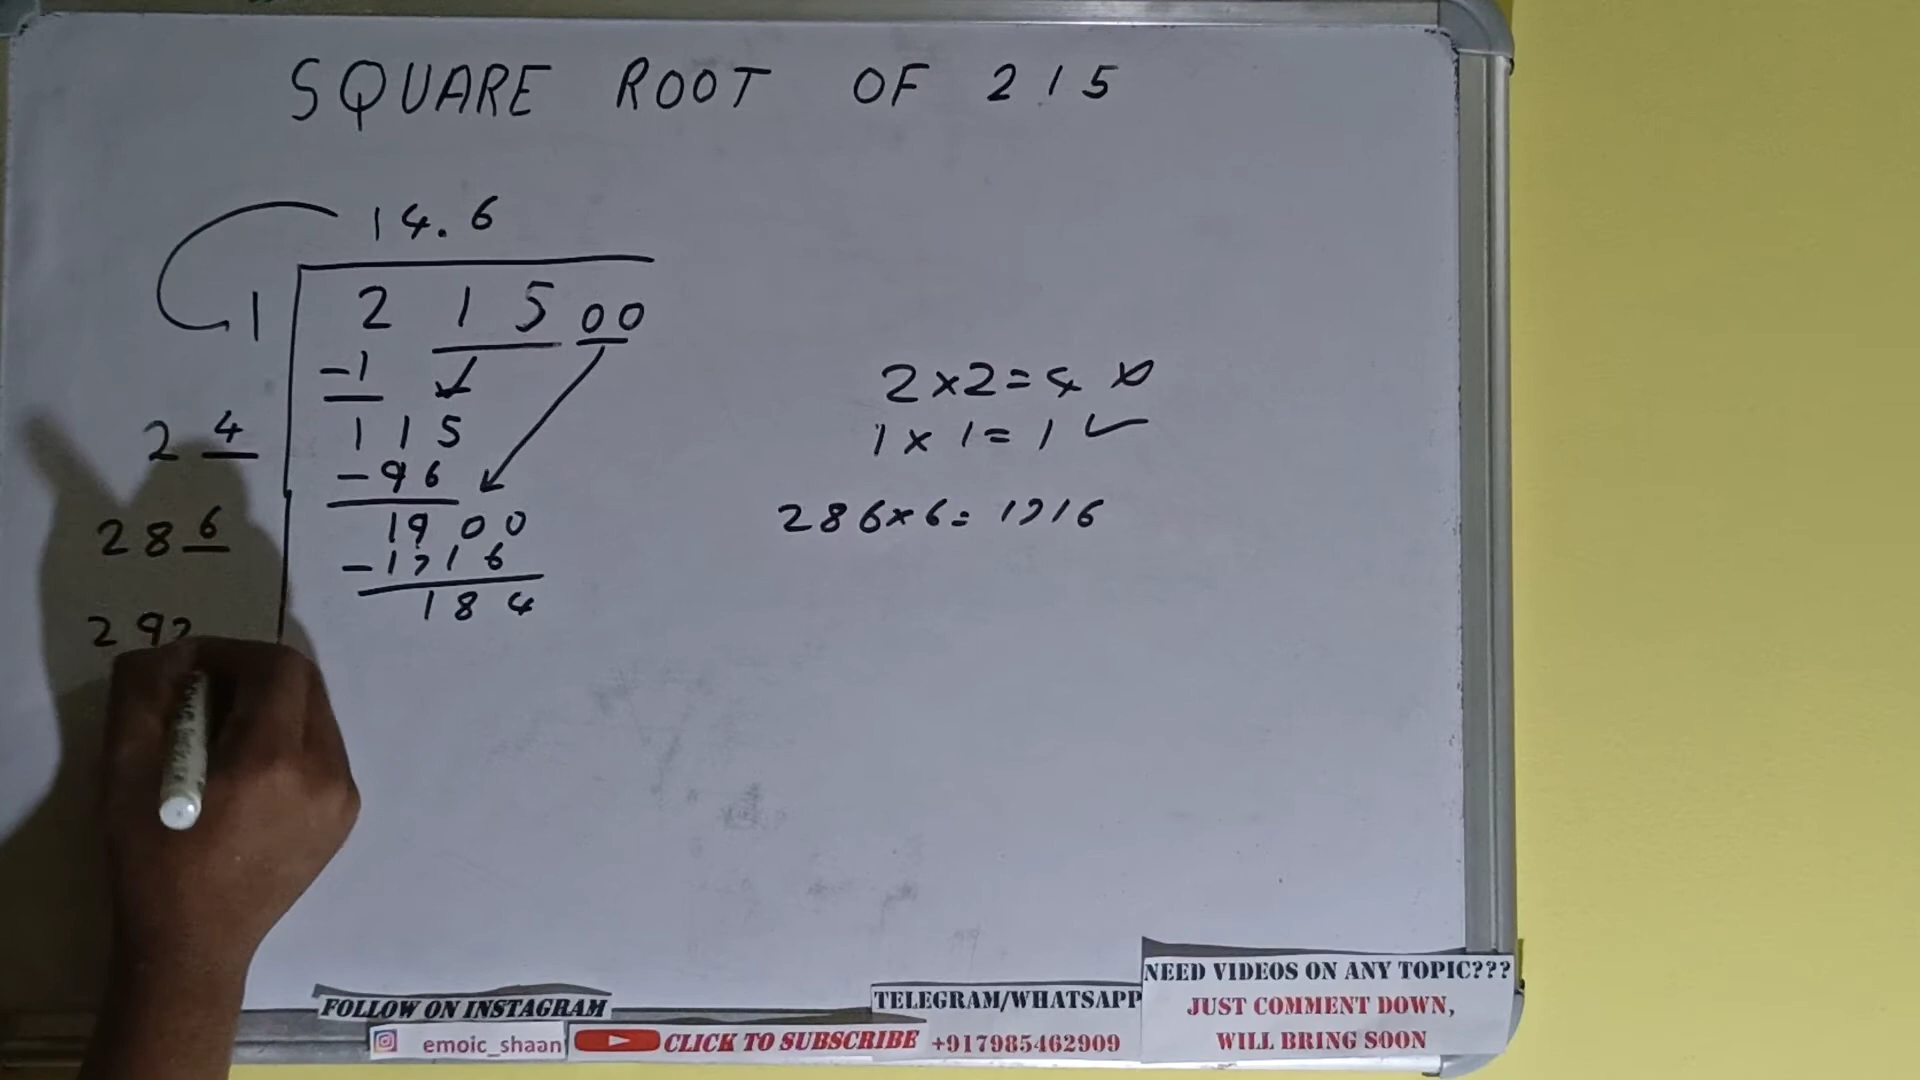 SQUARE ROOT OF 215
14.6
1 2 15 00
-1
2 4 115
-96
28 6 1900
-1716
184
292
2×2=4 ×
1×1=1 ✓
286×6=1716
FOLLOW ON INSTAGRAM
emoic_shaan
CLICK TO SUBSCRIBE
TELEGRAM/WHATSAPP
+917985462909
NEED VIDEOS ON ANY TOPIC???
JUST COMMENT DOWN,
WILL BRING SOON